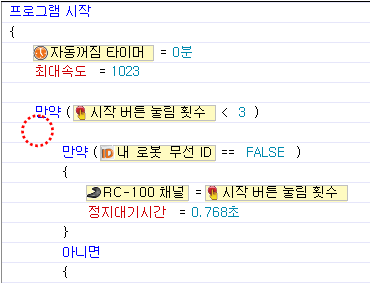 프로그램 시작
{
자동꺼짐 타이머 = 0분
최대속도 = 1023
만약 ( 시작 버튼 눌림 횟수 < 3 )
만약 ( 내 로봇 무선 ID == FALSE )
{
RC-100 채널 = 시작 버튼 눌림 횟수
정지대기시간 = 0.768초
}
아니면
{